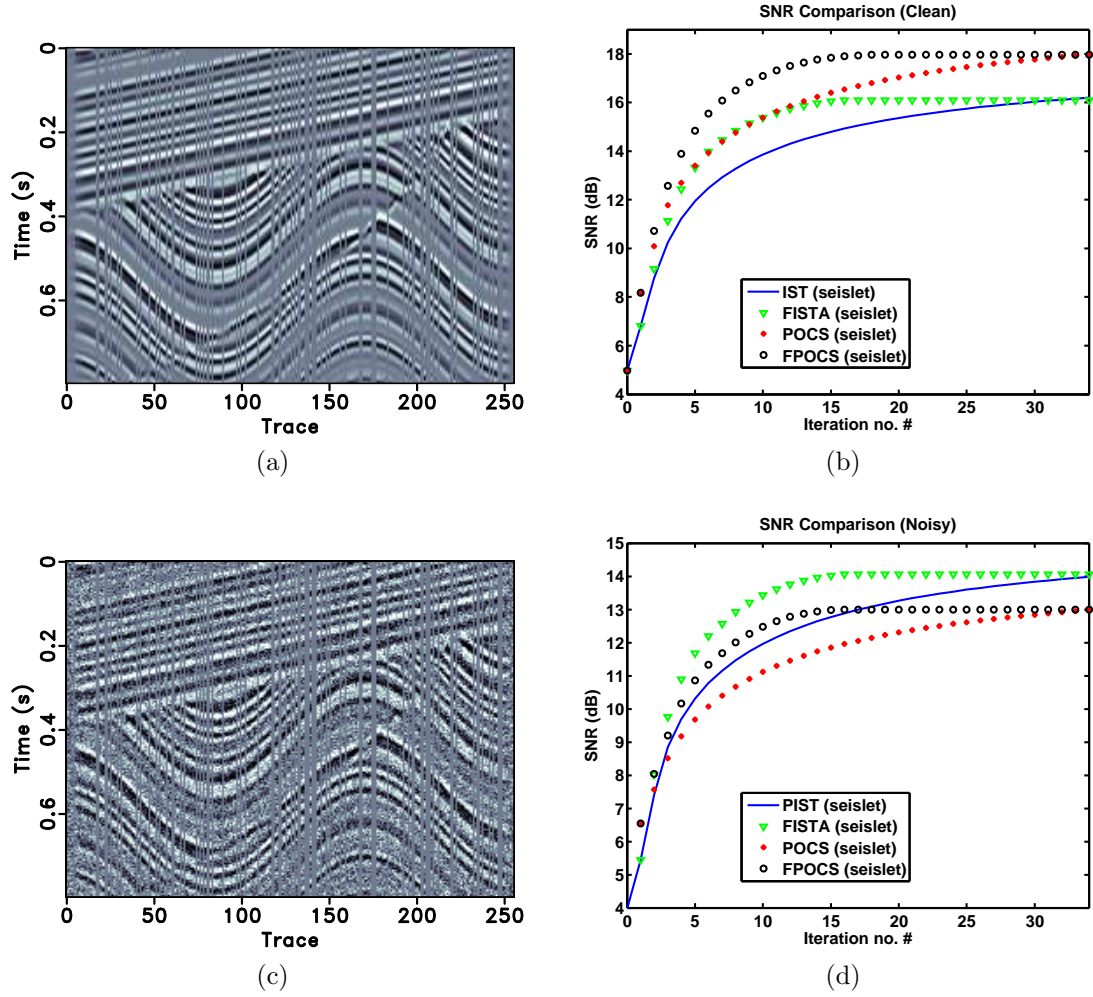 0
0.2
0.4
0.6
Time (s)
0 50 100 150 200 250
Trace
(a)
SNR Comparison (Clean)
18
16
14
12
10
8
6
4
SNR (dB)
IST (seislet)
FISTA (seislet)
POCS (seislet)
FPOCS (seislet)
0 5 10 15 20 25 30
Iteration no. #
(b)
0
0.2
0.4
0.6
Time (s)
0 50 100 150 200 250
Trace
(c)
SNR Comparison (Noisy)
15
14
13
12
11
10
9
8
7
6
5
4
SNR (dB)
PIST (seislet)
FISTA (seislet)
POCS (seislet)
FPOCS (seislet)
0 5 10 15 20 25 30
Iteration no. #
(d)